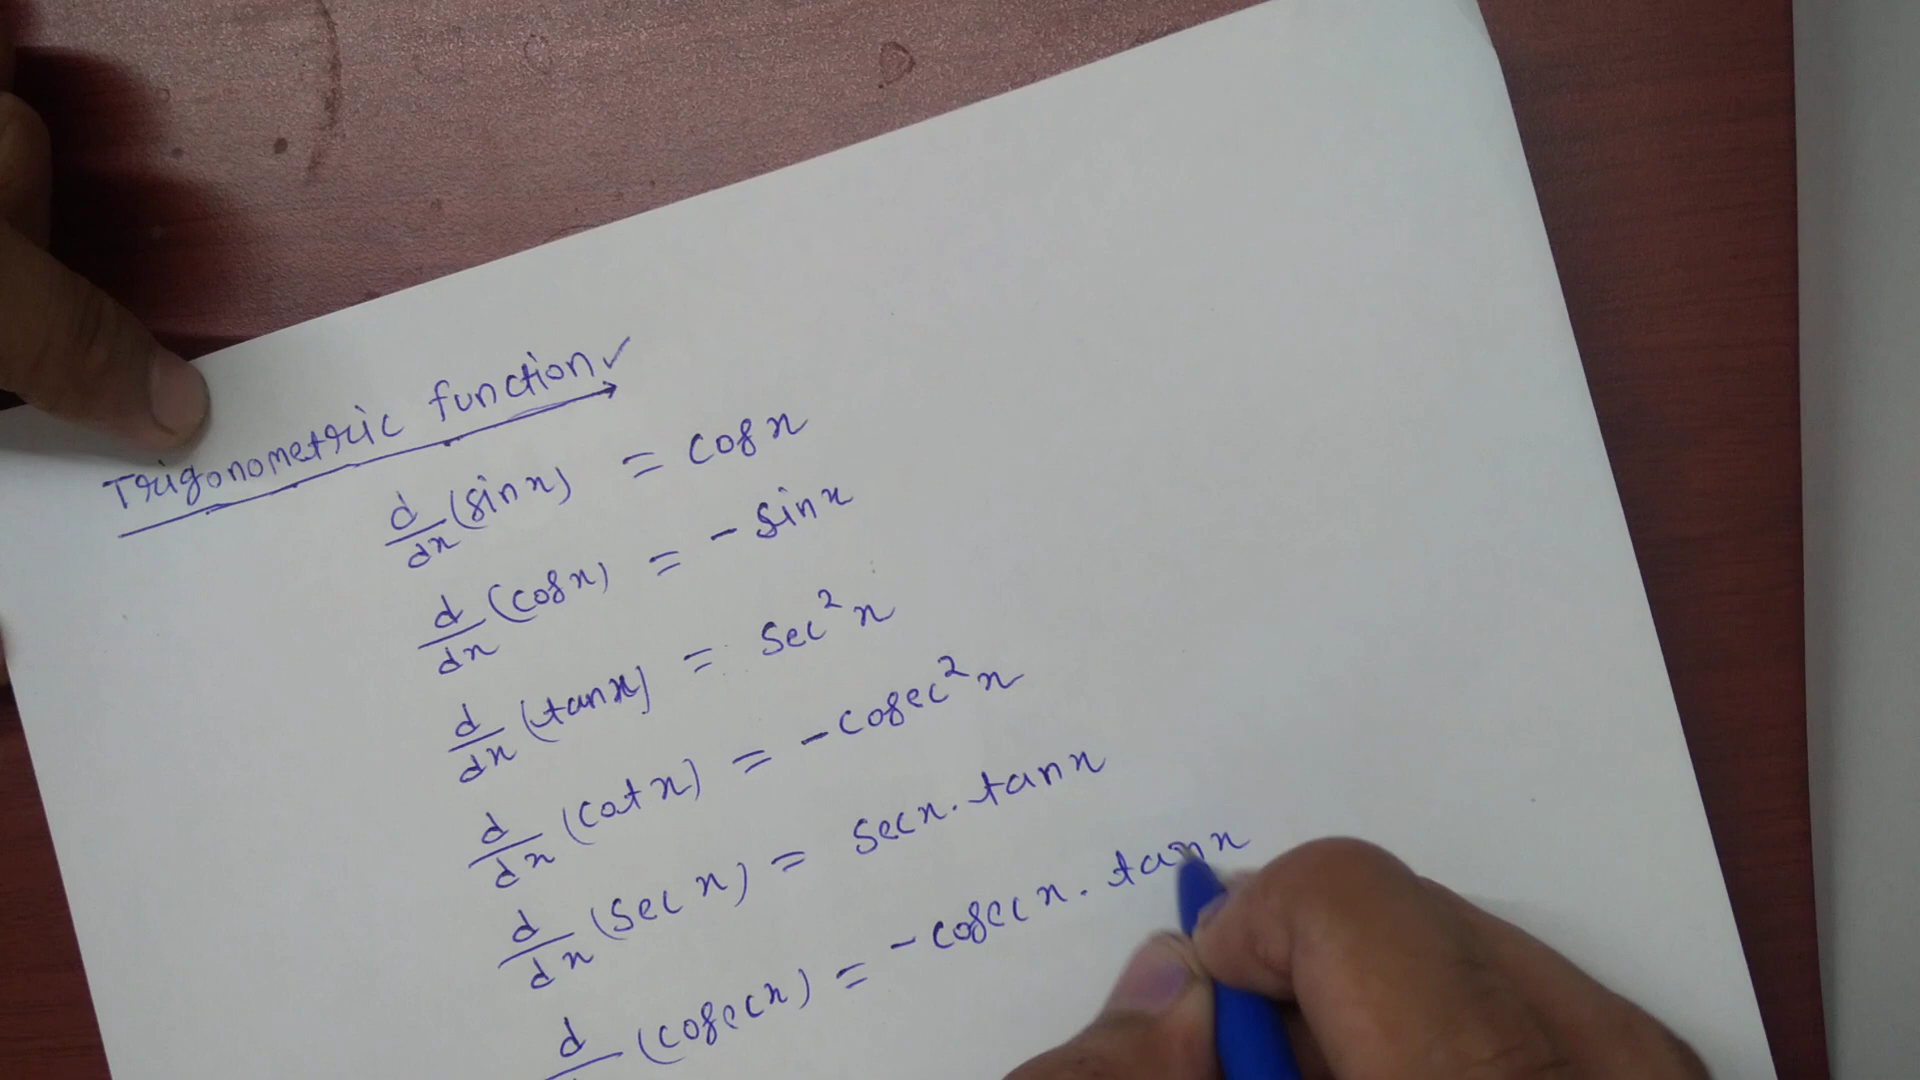 Trigonometric function ✓
d/dx (sin x) = cos x
d/dx (cos x) = - sin x
d/dx (tan x) = sec² x
d/dx (cot x) = - cosec² x
d/dx (sec x) = sec x . tan x
d (cosec x) = - cosec x . tan x